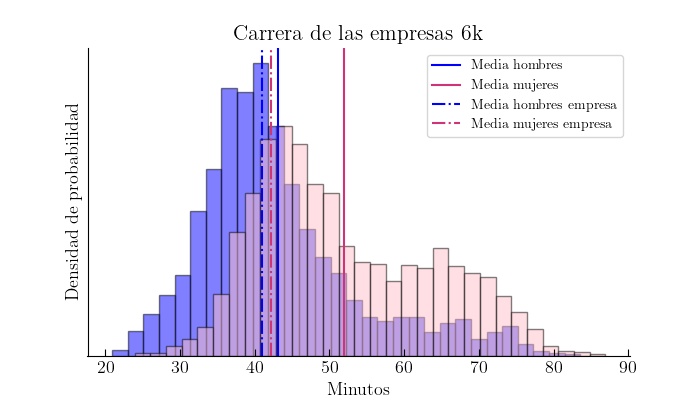 Carrera de las empresas 6k
Densidad de probabilidad
Media hombres
Media mujeres
Media hombres empresa
Media mujeres empresa
20 30 40 50 60 70 80 90
Minutos